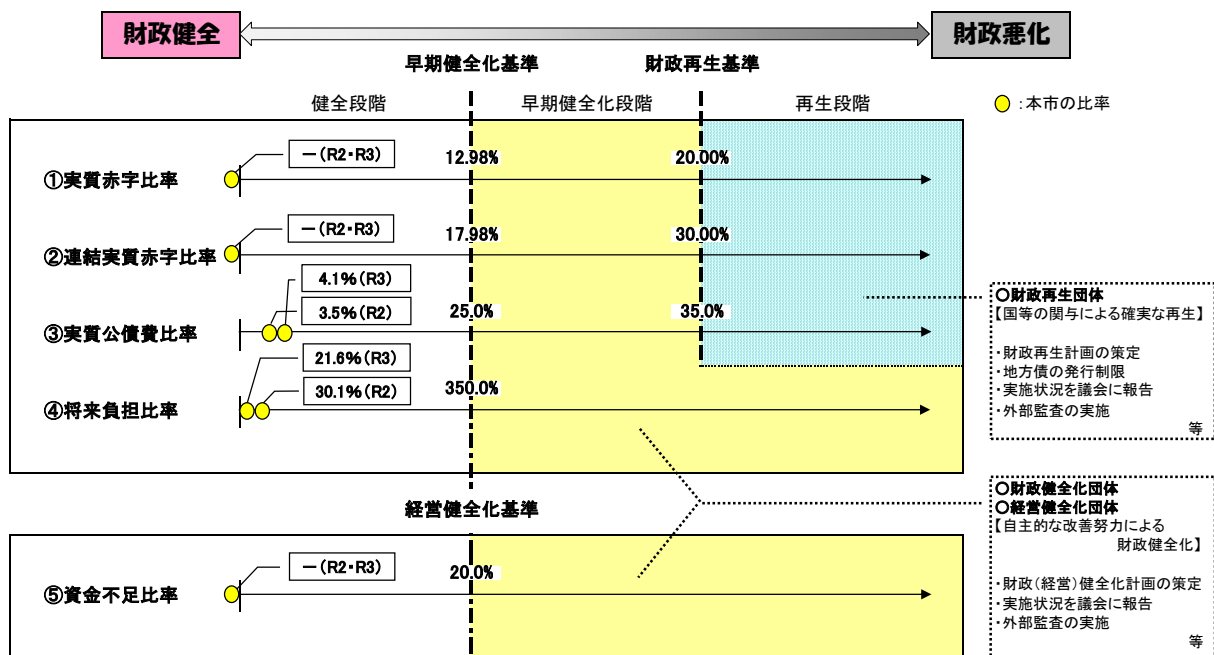 財政健全
財政悪化
早期健全化基準
財政再生基準
健全段階
早期健全化段階
再生段階
:本市の比率
－(R2・R3)
12.98%
20.00%
①実質赤字比率
－(R2・R3)
17.98%
30.00%
②連結実質赤字比率
4.1%(R3)
3.5%(R2)
25.0%
35.0%
③実質公債費比率
21.6%(R3)
30.1%(R2)
350.0%
④将来負担比率
○財政再生団体
【国等の関与による確実な再生】
・財政再生計画の策定
・地方債の発行制限
・実施状況を議会に報告
・外部監査の実施
等
経営健全化基準
－(R2・R3)
20.0%
⑤資金不足比率
○財政健全化団体
○経営健全化団体
【自主的な改善努力による
財政健全化】
・財政(経営)健全化計画の策定
・実施状況を議会に報告
・外部監査の実施
等